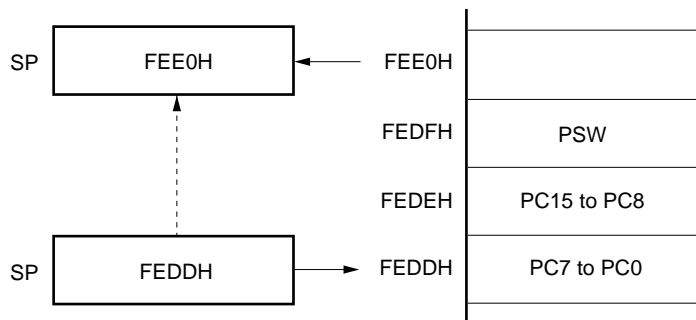 SP FEE0H FEE0H
FEDFH PSW
FEDEH PC15 to PC8
SP FEDDH FEDDH PC7 to PC0